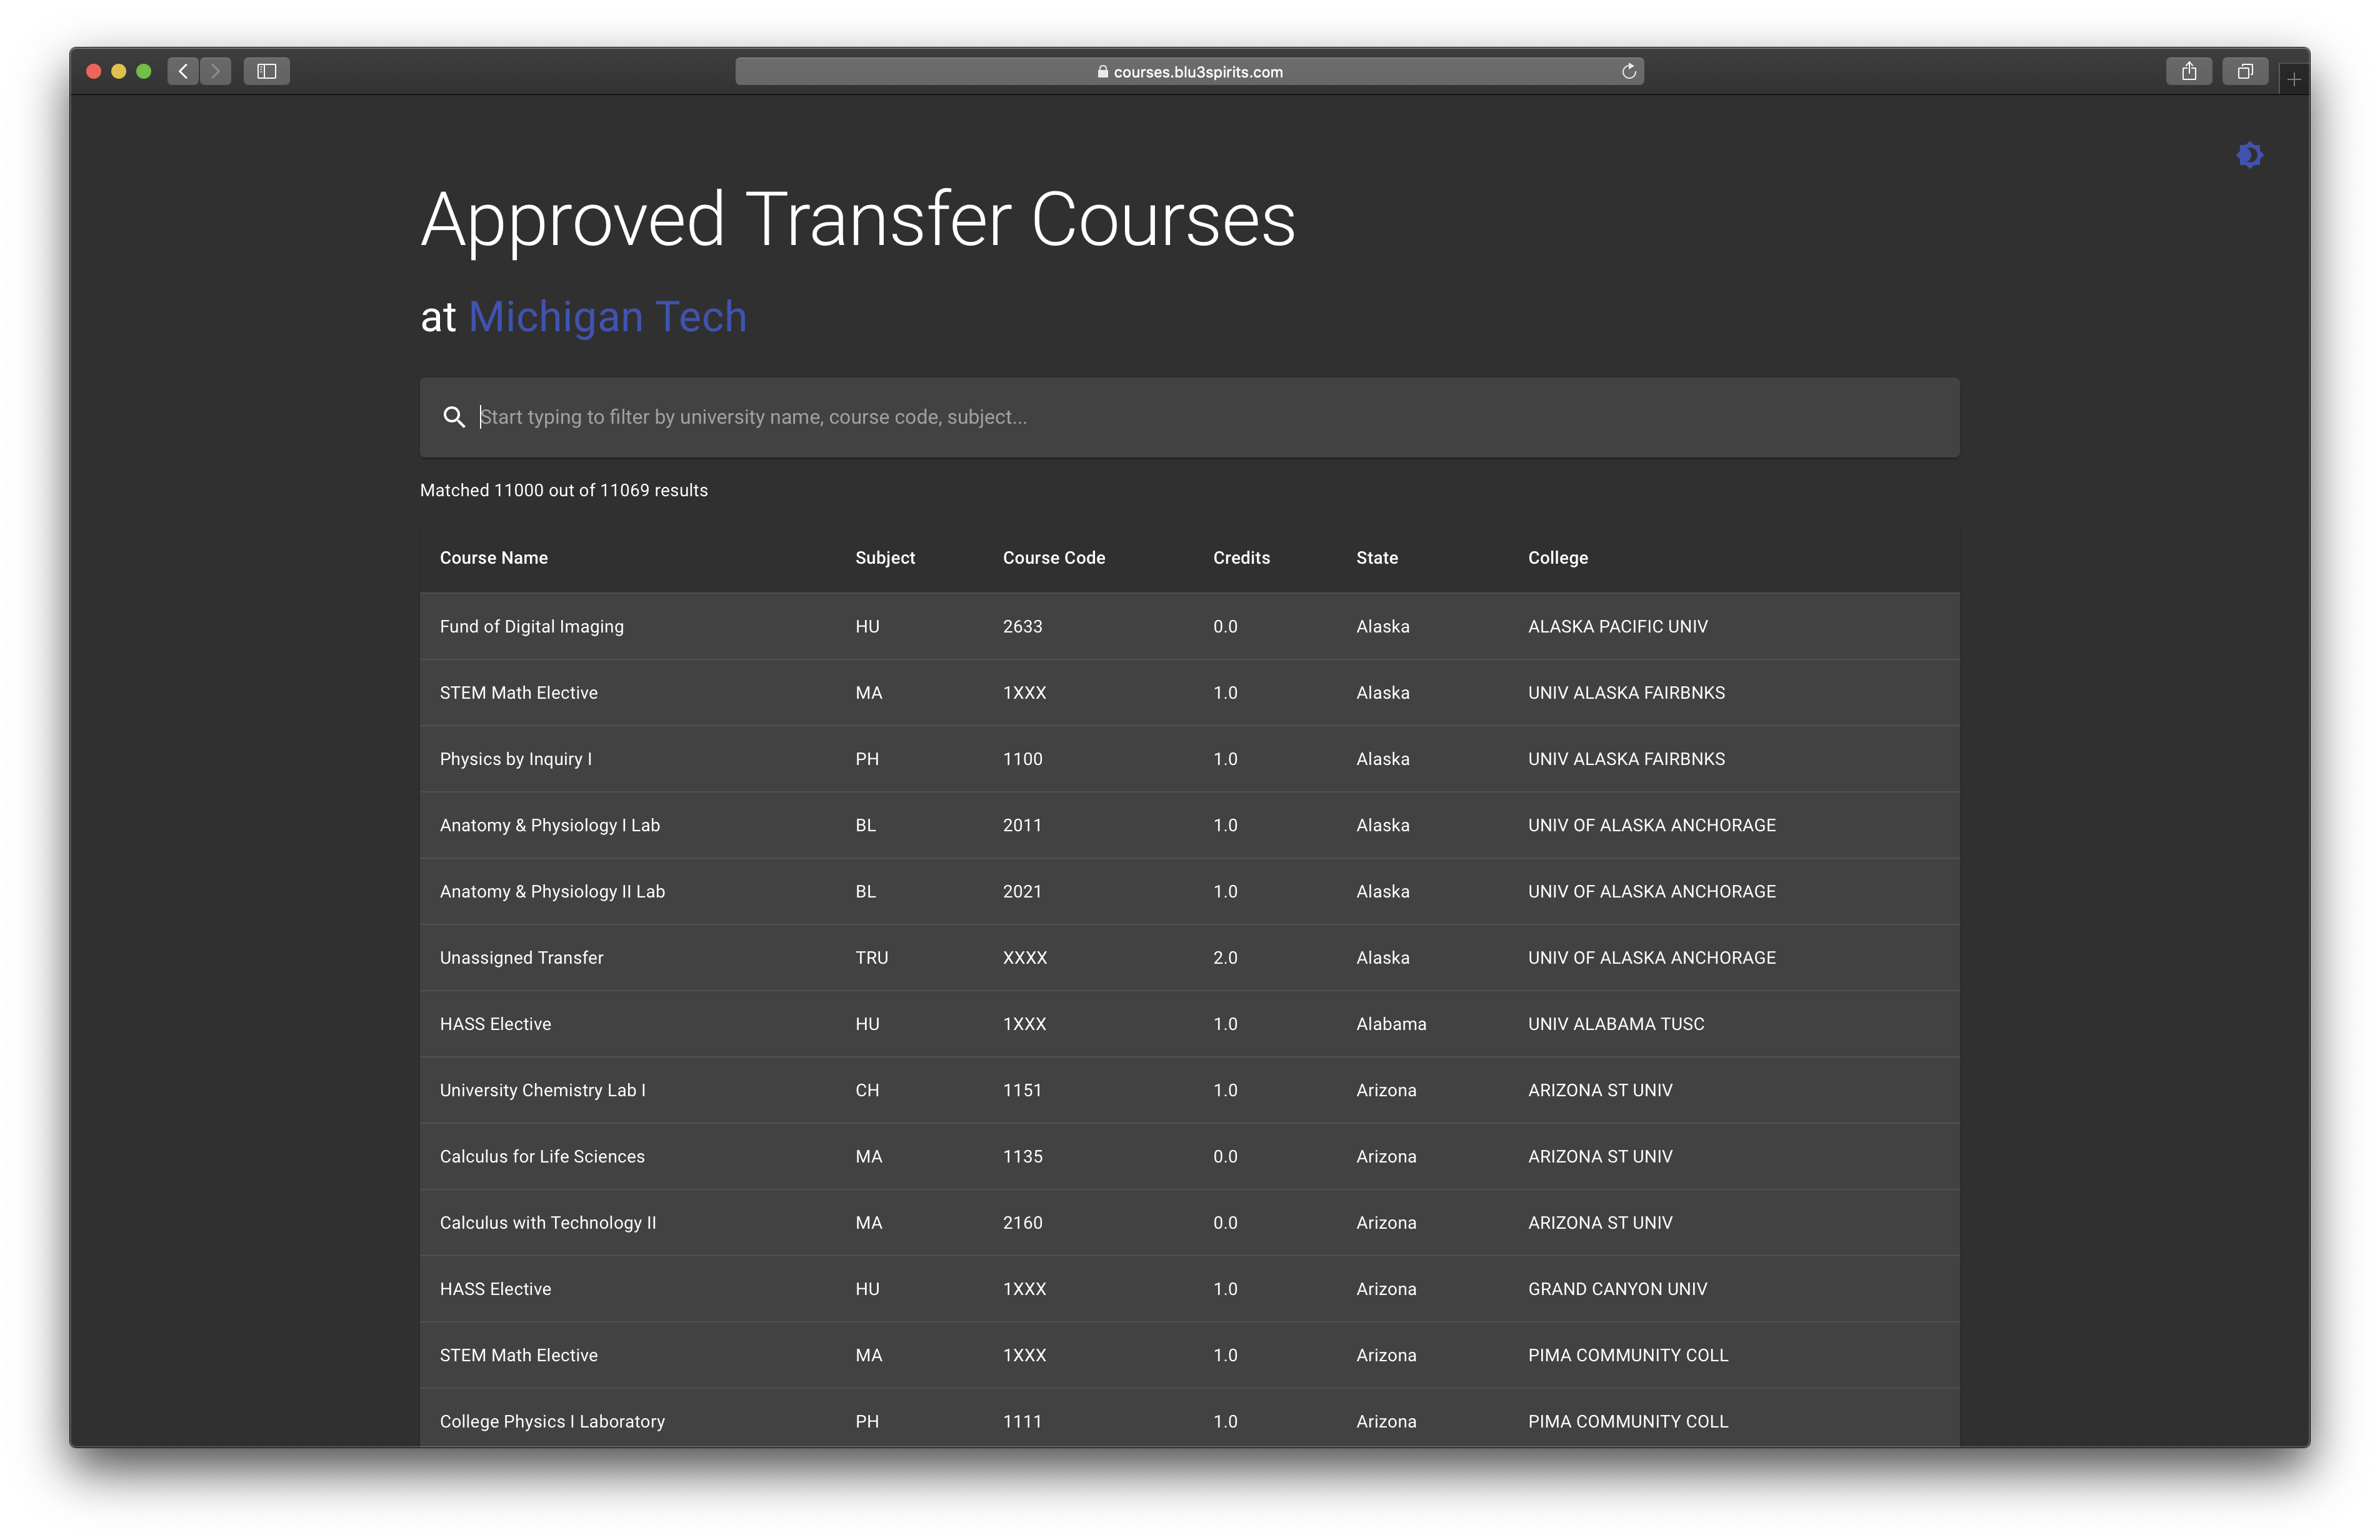 courses.blu3spirits.com
Approved Transfer Courses
at Michigan Tech
Start typing to filter by university name, course code, subject...
Matched 11000 out of 11069 results
Course Name Subject Course Code Credits State College
Fund of Digital Imaging HU 2633 0.0 Alaska ALASKA PACIFIC UNIV
STEM Math Elective MA 1XXX 1.0 Alaska UNIV ALASKA FAIRBNKS
Physics by Inquiry I PH 1100 1.0 Alaska UNIV ALASKA FAIRBNKS
Anatomy & Physiology I Lab BL 2011 1.0 Alaska UNIV OF ALASKA ANCHORAGE
Anatomy & Physiology II Lab BL 2021 1.0 Alaska UNIV OF ALASKA ANCHORAGE
Unassigned Transfer TRU XXXX 2.0 Alaska UNIV OF ALASKA ANCHORAGE
HASS Elective HU 1XXX 1.0 Alabama UNIV ALABAMA TUSC
University Chemistry Lab I CH 1151 1.0 Arizona ARIZONA ST UNIV
Calculus for Life Sciences MA 1135 0.0 Arizona ARIZONA ST UNIV
Calculus with Technology II MA 2160 0.0 Arizona ARIZONA ST UNIV
HASS Elective HU 1XXX 1.0 Arizona GRAND CANYON UNIV
STEM Math Elective MA 1XXX 1.0 Arizona PIMA COMMUNITY COLL
College Physics I Laboratory PH 1111 1.0 Arizona PIMA COMMUNITY COLL